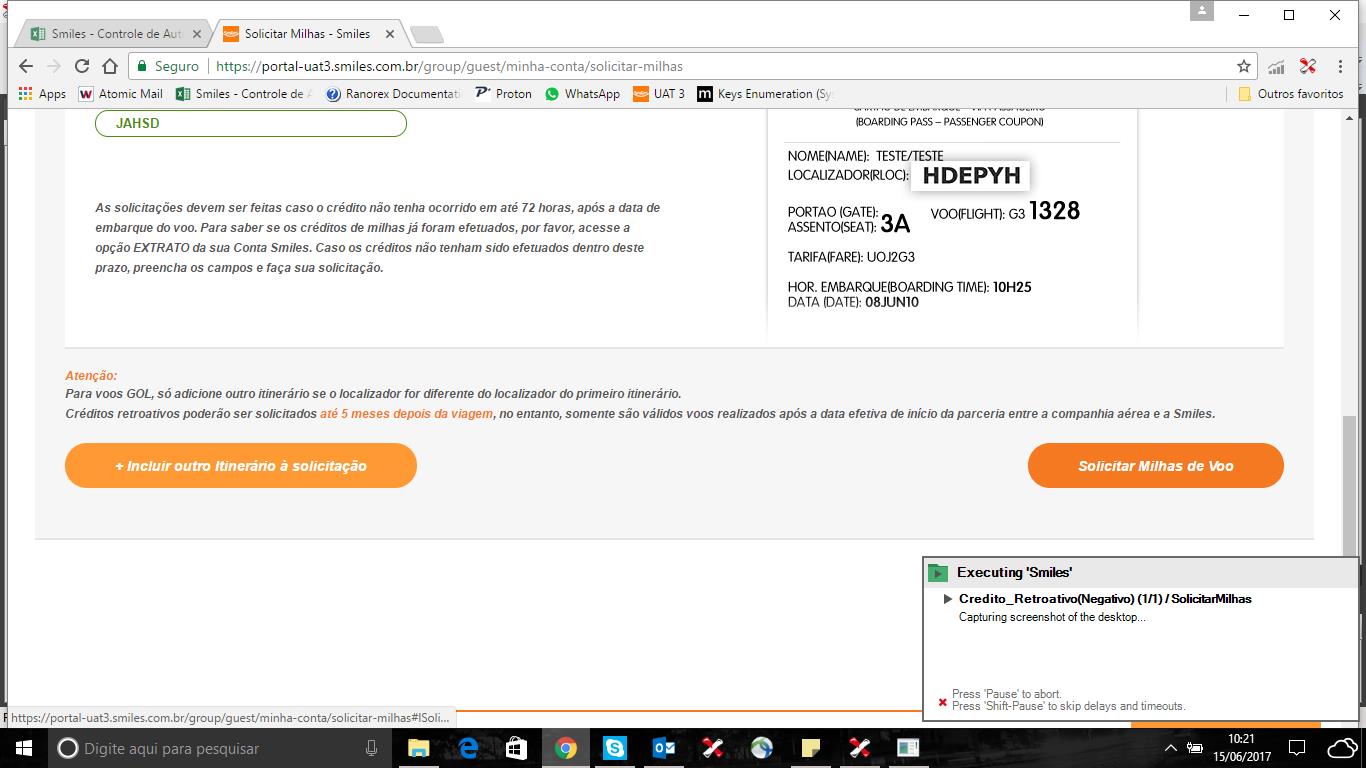 Smiles - Controle de Aut
Solicitar Milhas - Smiles
Seguro
https://portal-uat3.smiles.com.br/group/guest/minha-conta/solicitar-milhas
Apps
Atomic Mail
Smiles - Controle de A
Ranorex Documentati
Proton
WhatsApp
UAT 3
Keys Enumeration (Sys
Outros favoritos
JAHSD
(BOARDING PASS – PASSENGER COUPON)
NOME(NAME): TESTE/TESTE
LOCALIZADOR(RLOC): HDEPYH
PORTAO (GATE):
ASSENTO(SEAT): 3A
VOO(FLIGHT): G3 1328
TARIFA(FARE): UOJ2G3
HOR. EMBARQUE(BOARDING TIME): 10H25
DATA (DATE): 08JUN10
As solicitações devem ser feitas caso o crédito não tenha ocorrido em até 72 horas, após a data de
embarque do voo. Para saber se os créditos de milhas já foram efetuados, por favor, acesse a
opção EXTRATO da sua Conta Smiles. Caso os créditos não tenham sido efetuados dentro deste
prazo, preencha os campos e faça sua solicitação.
Atenção:
Para voos GOL, só adicione outro itinerário se o localizador for diferente do localizador do primeiro itinerário.
Créditos retroativos poderão ser solicitados até 5 meses depois da viagem, no entanto, somente são válidos voos realizados após a data efetiva de início da parceria entre a companhia aérea e a Smiles.
+ Incluir outro Itinerário à solicitação
Solicitar Milhas de Voo
Executing 'Smiles'
Credito_Retroativo(Negativo) (1/1) / SolicitarMilhas
Capturing screenshot of the desktop...
Press 'Pause' to abort.
Press 'Shift-Pause' to skip delays and timeouts.
https://portal-uat3.smiles.com.br/group/guest/minha-conta/solicitar-milhas#ISoli...
Digite aqui para pesquisar
10:21
15/06/2017